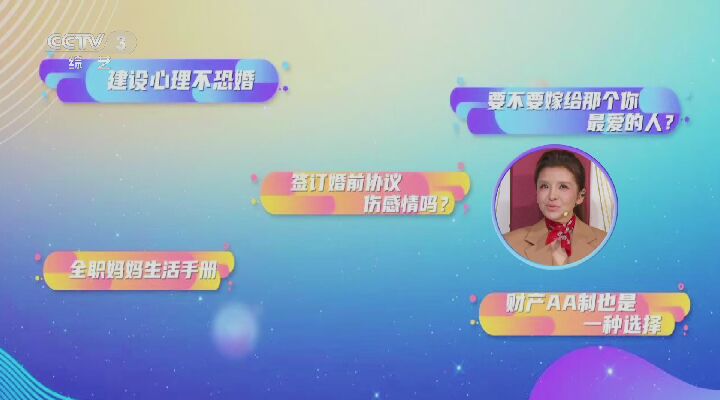 CCTV 3
综艺
建设心理不恐婚
要不要嫁给那个你
最爱的人?
签订婚前协议
伤感情吗?
全职妈妈生活手册
财产AA制也是
一种选择